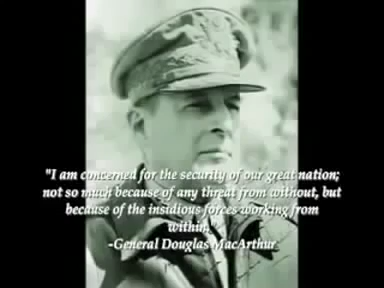 "I am concerned for the security of our great nation;
not so much because of any threat from without, but
because of the insidious forces working from
within."
-General Douglas MacArthur